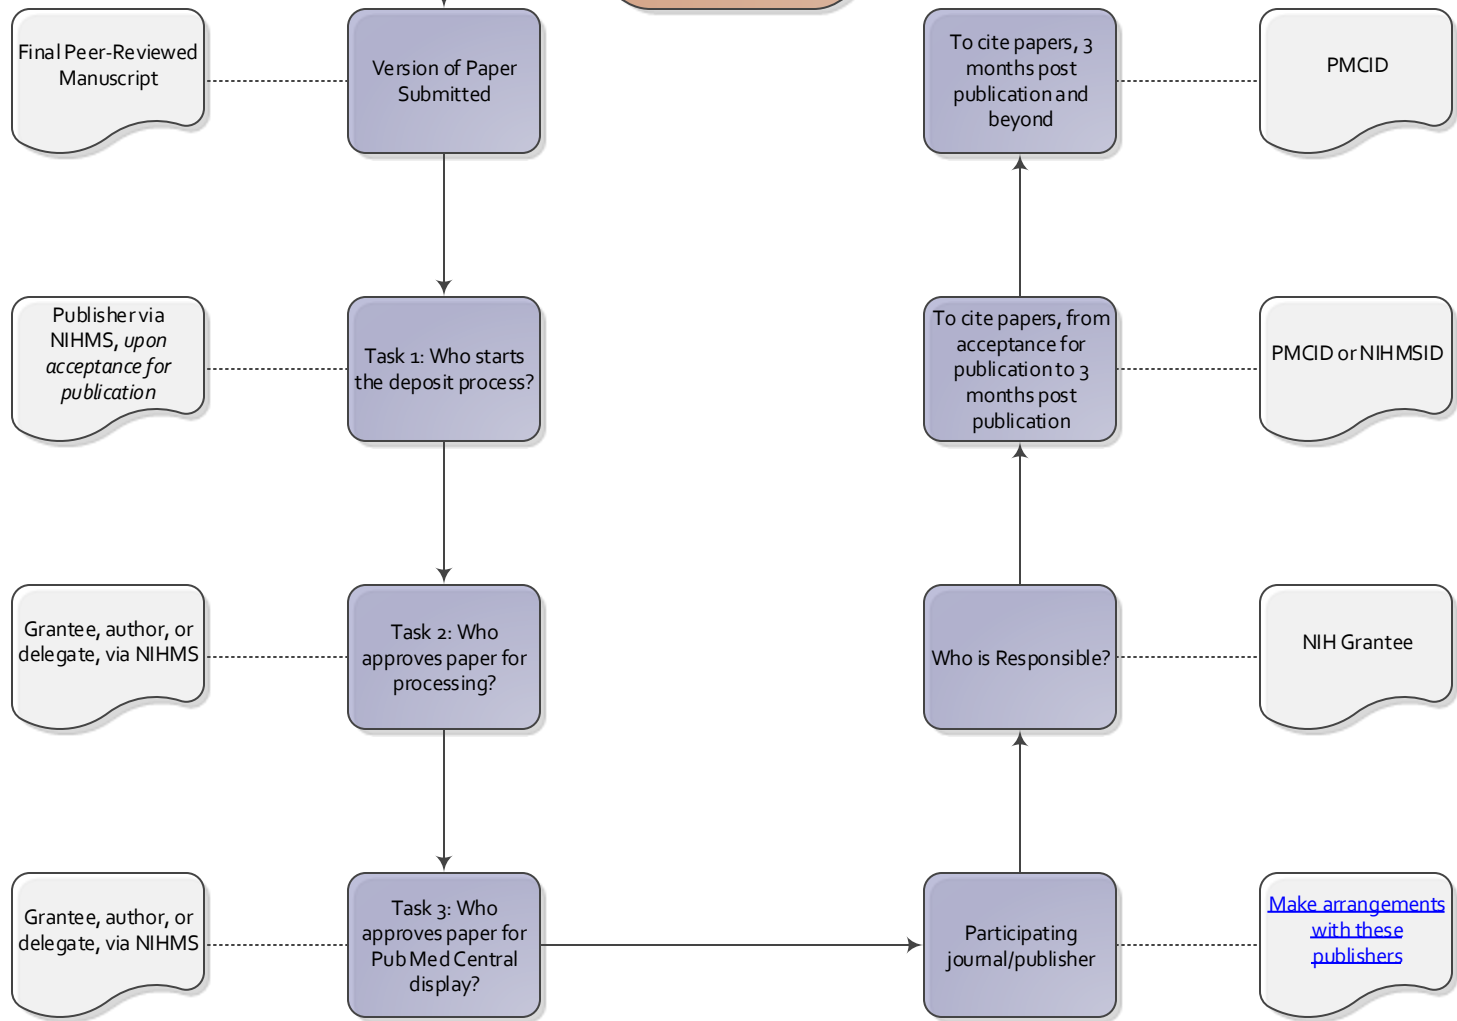 Final Peer-Reviewed
Manuscript
Version of Paper
Submitted
To cite papers, 3
months post
publication and
beyond
PMCID
Publisher via
NIHMS, upon
acceptance for
publication
Task 1: Who starts
the deposit process?
To cite papers, from
acceptance for
publication to 3
months post
publication
PMCID or NIHMSID
Grantee, author, or
delegate, via NIHMS
Task 2: Who
approves paper for
processing?
Who is Responsible?
NIH Grantee
Grantee, author, or
delegate, via NIHMS
Task 3: Who
approves paper for
PubMed Central
display?
Participating
journal/publisher
Make arrangements
with these
publishers